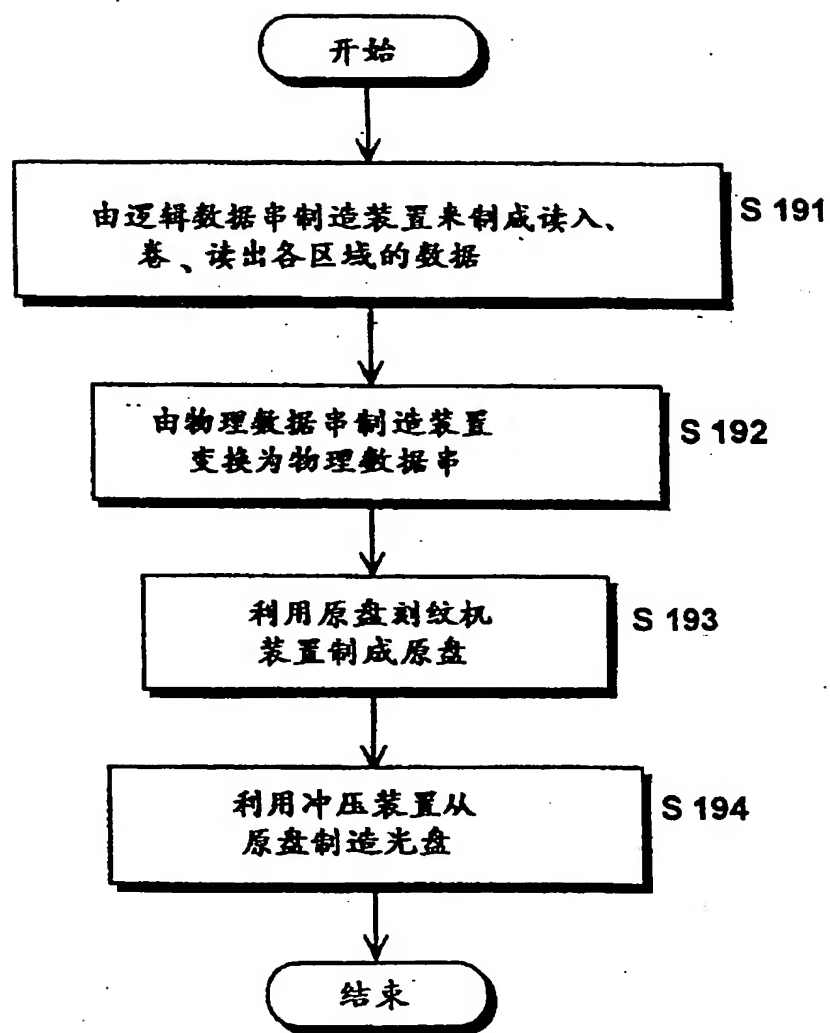 开始
由逻辑数据串制造装置来制成读入、
卷、读出各区域的数据
S 191
由物理数据串制造装置
变换为物理数据串
S 192
利用原盘刻纹机
装置制成原盘
S 193
利用冲压装置从
原盘制造光盘
S 194
结束